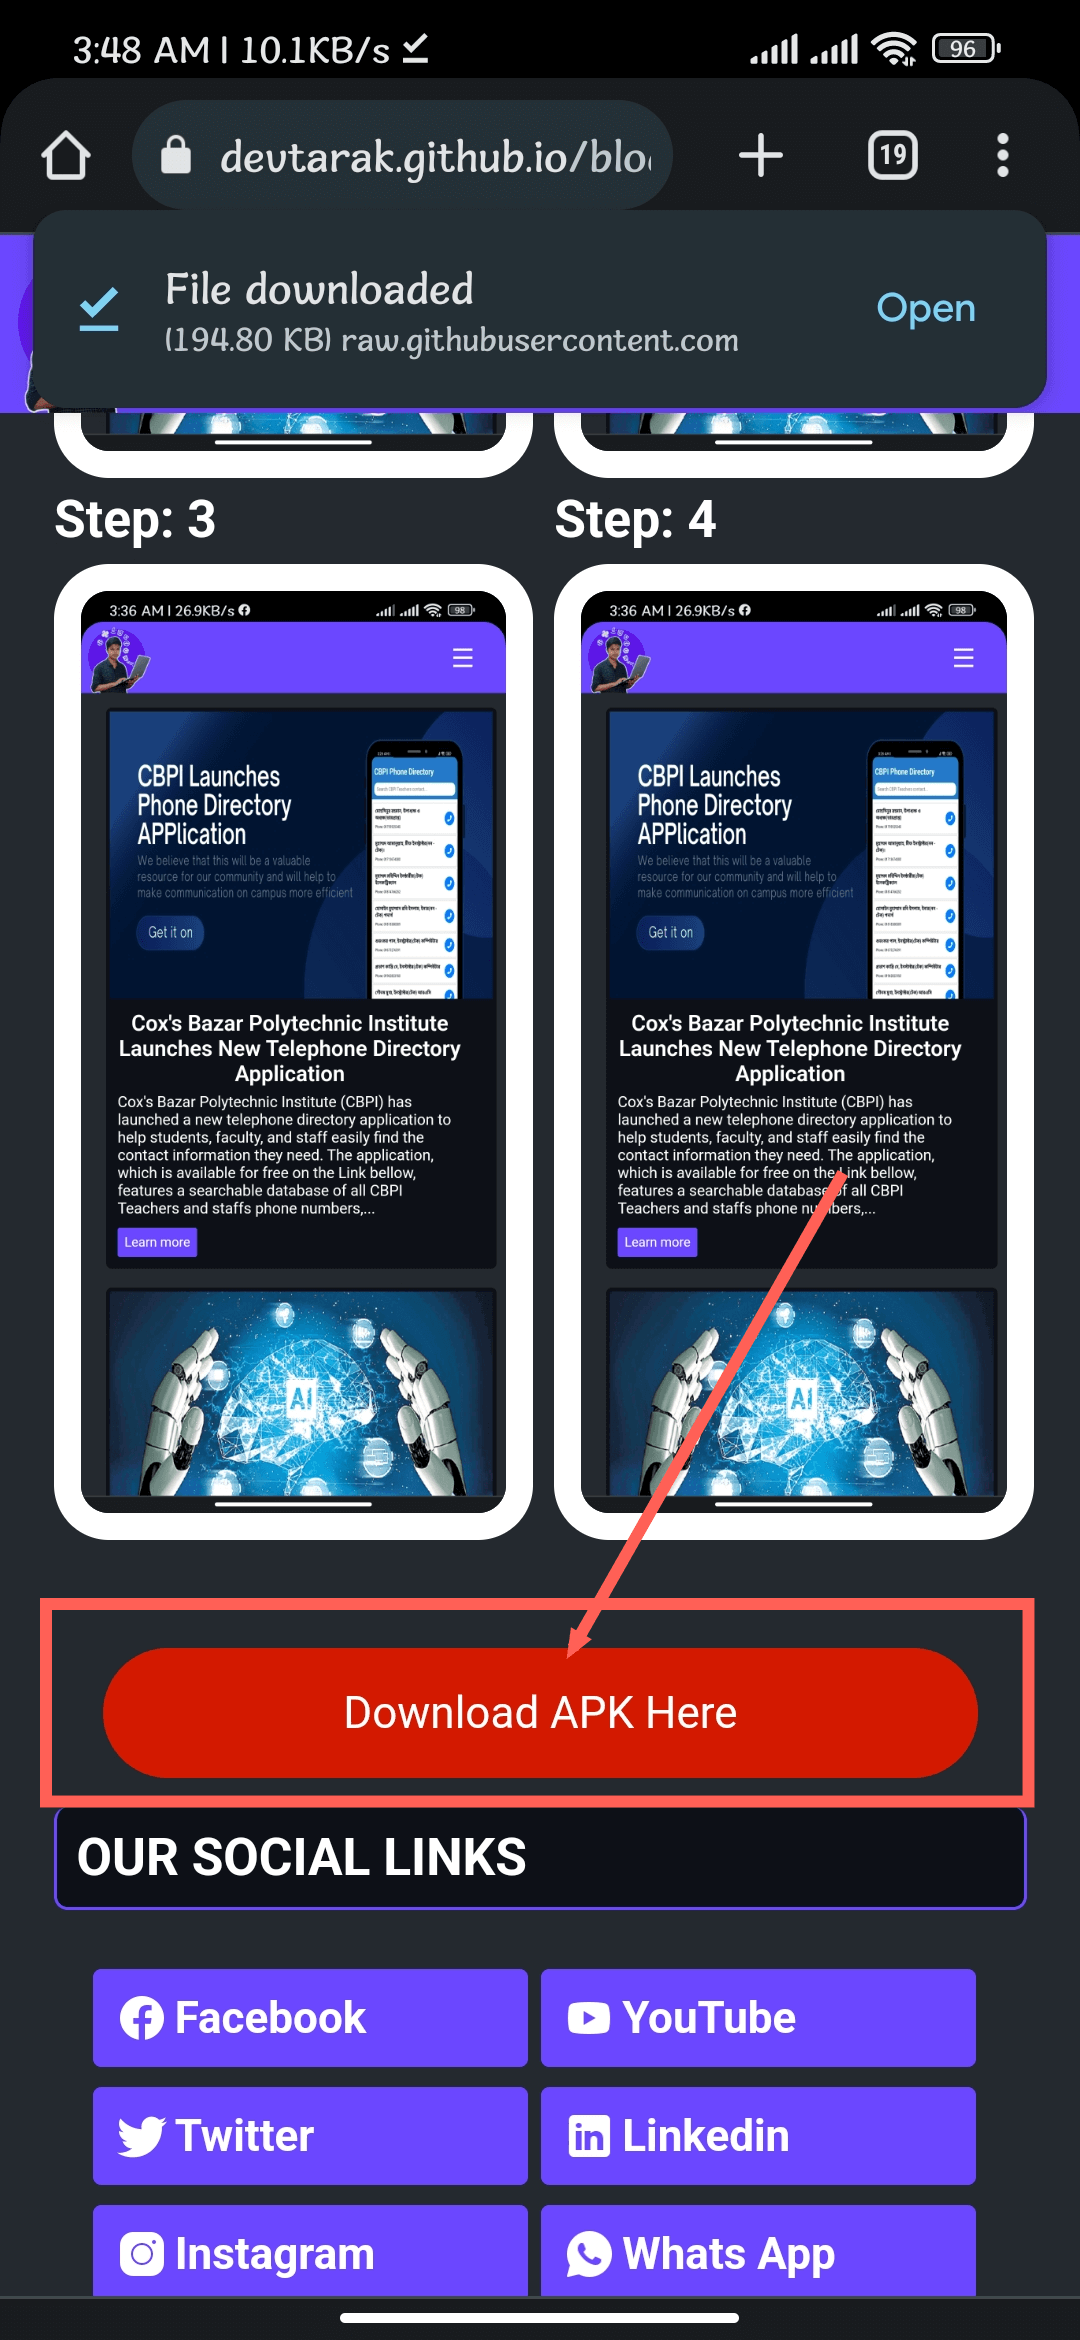 3:48 AM | 10.1KB/s
96
devtarak.github.io/blo
19
File downloaded
(194.80 KB) raw.githubusercontent.com
Open
Step: 3
Step: 4
3:36 AM | 26.9KB/s
98
CBPI Launches
Phone Directory
APPlication
We believe that this will be a valuable
resource for our community and will help to
make communication on campus more efficient
Get it on
CBPI Phone Directory
Cox's Bazar Polytechnic Institute
Launches New Telephone Directory
Application
Cox's Bazar Polytechnic Institute (CBPI) has
launched a new telephone directory application to
help students, faculty, and staff easily find the
contact information they need. The application,
which is available for free on the Link bellow,
features a searchable database of all CBPI
Teachers and staffs phone numbers,...
Learn more
AI
3:36 AM | 26.9KB/s
98
CBPI Launches
Phone Directory
APPlication
We believe that this will be a valuable
resource for our community and will help to
make communication on campus more efficient
Get it on
CBPI Phone Directory
Cox's Bazar Polytechnic Institute
Launches New Telephone Directory
Application
Cox's Bazar Polytechnic Institute (CBPI) has
launched a new telephone directory application to
help students, faculty, and staff easily find the
contact information they need. The application,
which is available for free on the Link bellow,
features a searchable database of all CBPI
Teachers and staffs phone numbers,...
Learn more
AI
Download APK Here
OUR SOCIAL LINKS
Facebook
YouTube
Twitter
Linkedin
Instagram
Whats App